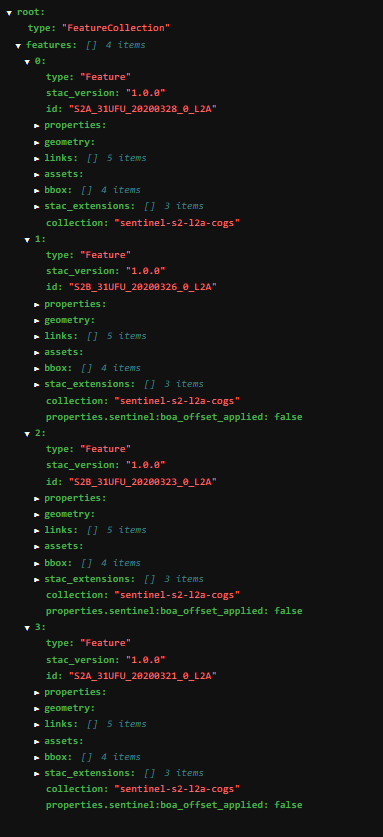 root:
type: "FeatureCollection"
features: [] 4 items
0:
type: "Feature"
stac_version: "1.0.0"
id: "S2A_31UFU_20200328_0_L2A"
properties:
geometry:
links: [] 5 items
assets:
bbox: [] 4 items
stac_extensions: [] 3 items
collection: "sentinel-s2-l2a-cogs"
1:
type: "Feature"
stac_version: "1.0.0"
id: "S2B_31UFU_20200326_0_L2A"
properties:
geometry:
links: [] 5 items
assets:
bbox: [] 4 items
stac_extensions: [] 3 items
collection: "sentinel-s2-l2a-cogs"
properties.sentinel:boa_offset_applied: false
2:
type: "Feature"
stac_version: "1.0.0"
id: "S2B_31UFU_20200323_0_L2A"
properties:
geometry:
links: [] 5 items
assets:
bbox: [] 4 items
stac_extensions: [] 3 items
collection: "sentinel-s2-l2a-cogs"
properties.sentinel:boa_offset_applied: false
3:
type: "Feature"
stac_version: "1.0.0"
id: "S2A_31UFU_20200321_0_L2A"
properties:
geometry:
links: [] 5 items
assets:
bbox: [] 4 items
stac_extensions: [] 3 items
collection: "sentinel-s2-l2a-cogs"
properties.sentinel:boa_offset_applied: false